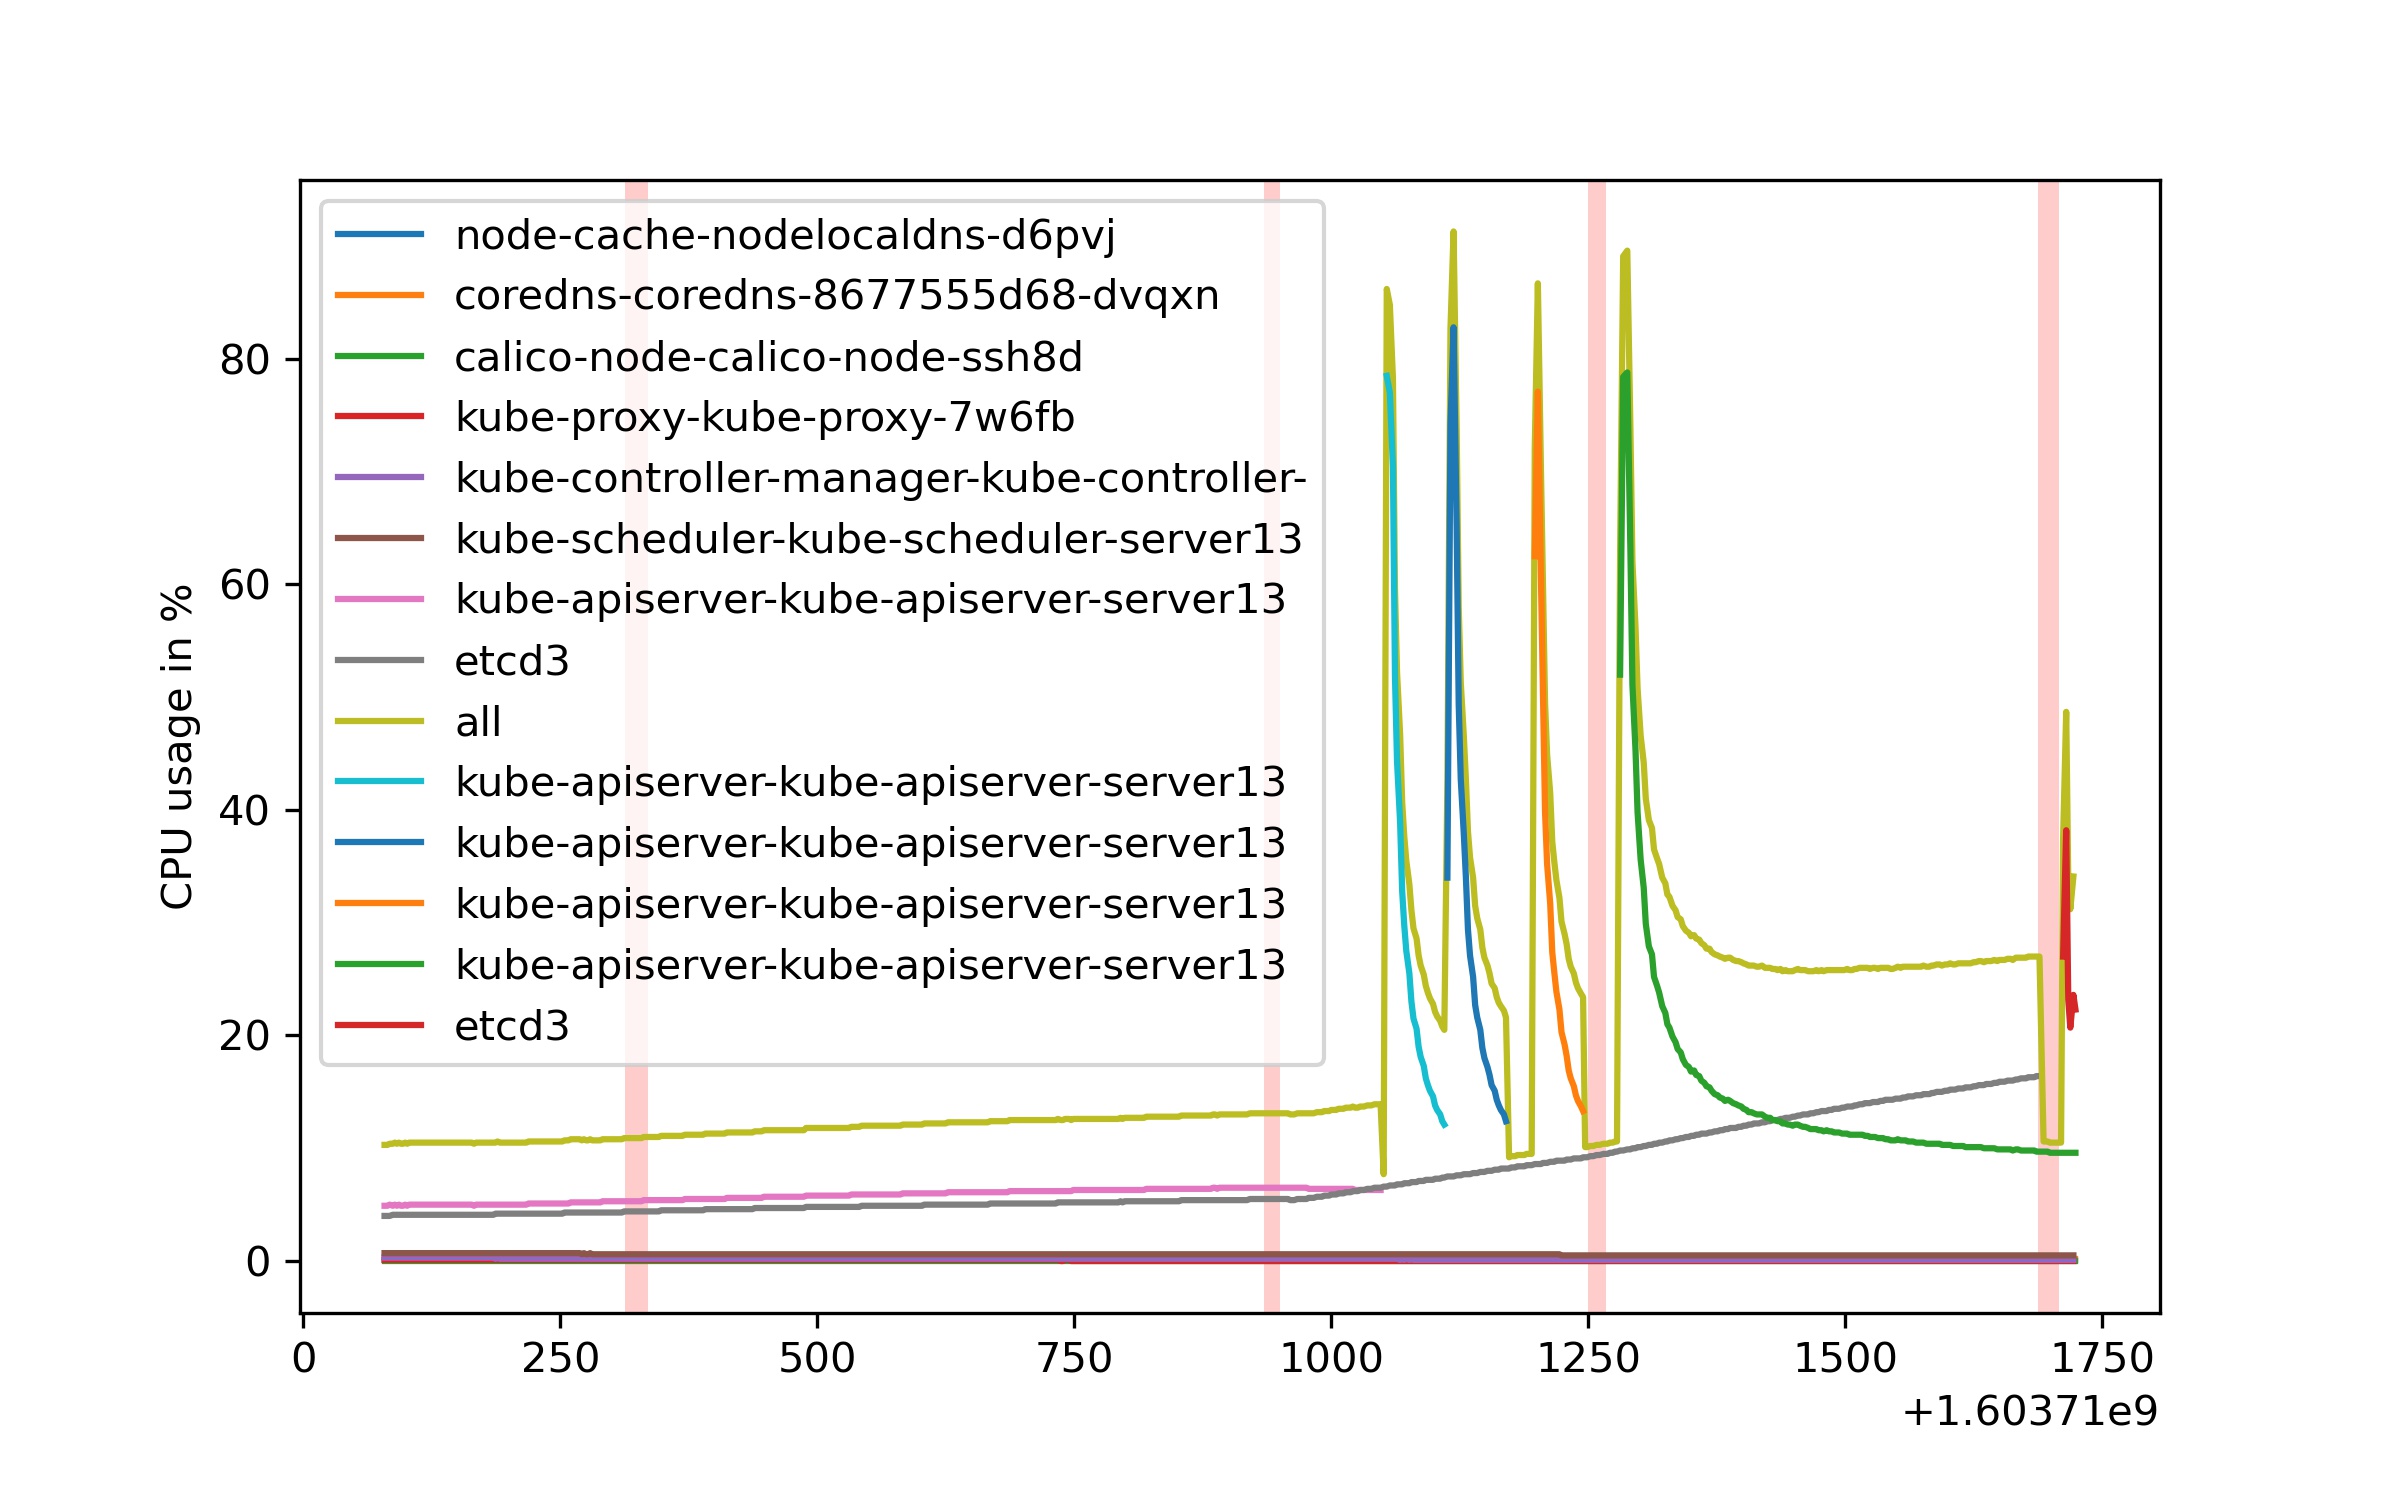 node-cache-nodelocaldns-d6pvj
coredns-coredns-8677555d68-dvqxn
calico-node-calico-node-ssh8d
kube-proxy-kube-proxy-7w6fb
kube-controller-manager-kube-controller-
kube-scheduler-kube-scheduler-server13
kube-apiserver-kube-apiserver-server13
etcd3
all
kube-apiserver-kube-apiserver-server13
kube-apiserver-kube-apiserver-server13
kube-apiserver-kube-apiserver-server13
kube-apiserver-kube-apiserver-server13
etcd3
CPU usage in %
80
60
40
20
0
0 250 500 750 1000 1250 1500 1750
+1.60371e9